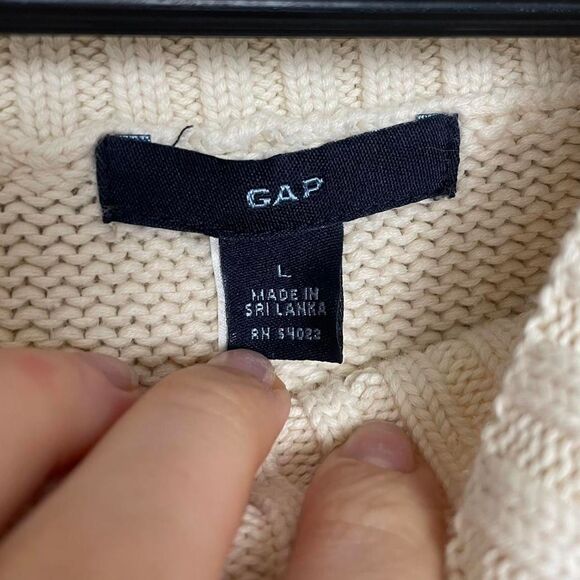 GAP
L
MADE IN
SRI LANKA
RN 54023